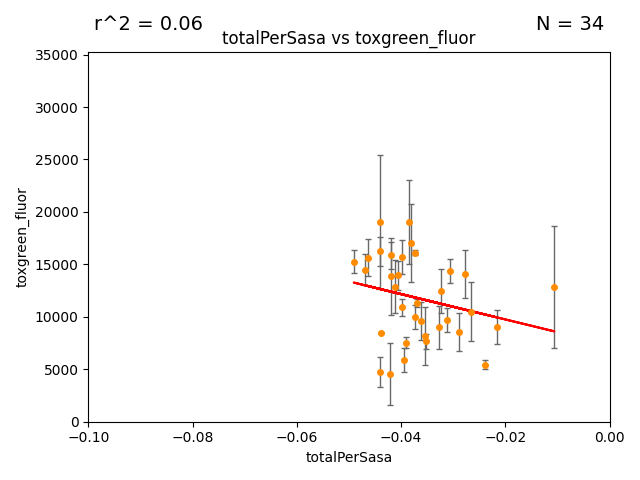 r^2 = 0.06
N = 34
totalPerSasa vs toxgreen_fluor
35000
30000
25000
20000
15000
10000
5000
0
toxgreen_fluor
−0.10
−0.08
−0.06
−0.04
−0.02
0.00
totalPerSasa